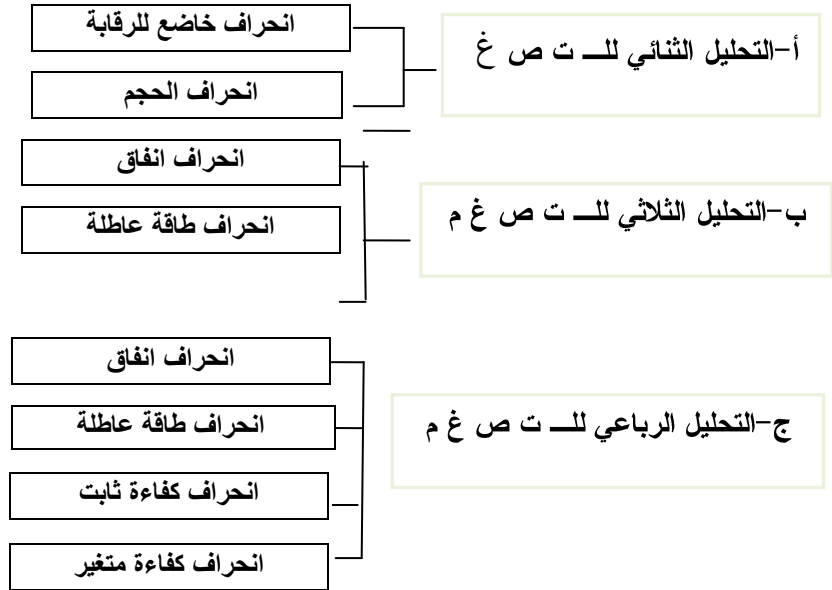 أ-التحليل الثنائي للـــ ت ص غ
انحراف خاضع للرقابة
انحراف الحجم
ب-التحليل الثلاثي للـــ ت ص غ م
انحراف انفاق
انحراف طاقة عاطلة
ج-التحليل الرباعي للـــ ت ص غ م
انحراف انفاق
انحراف طاقة عاطلة
انحراف كفاءة ثابت
انحراف كفاءة متغير